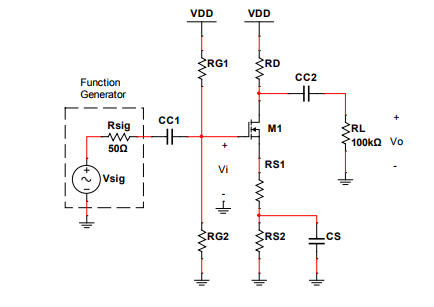 VDD VDD
RG1 RD
CC2
Function
Generator
Rsig CC1
50Ω
M1
RL
100kΩ
+
Vo
-
+
Vi
-
RS1
+
~
-
Vsig
RG2 RS2 CS